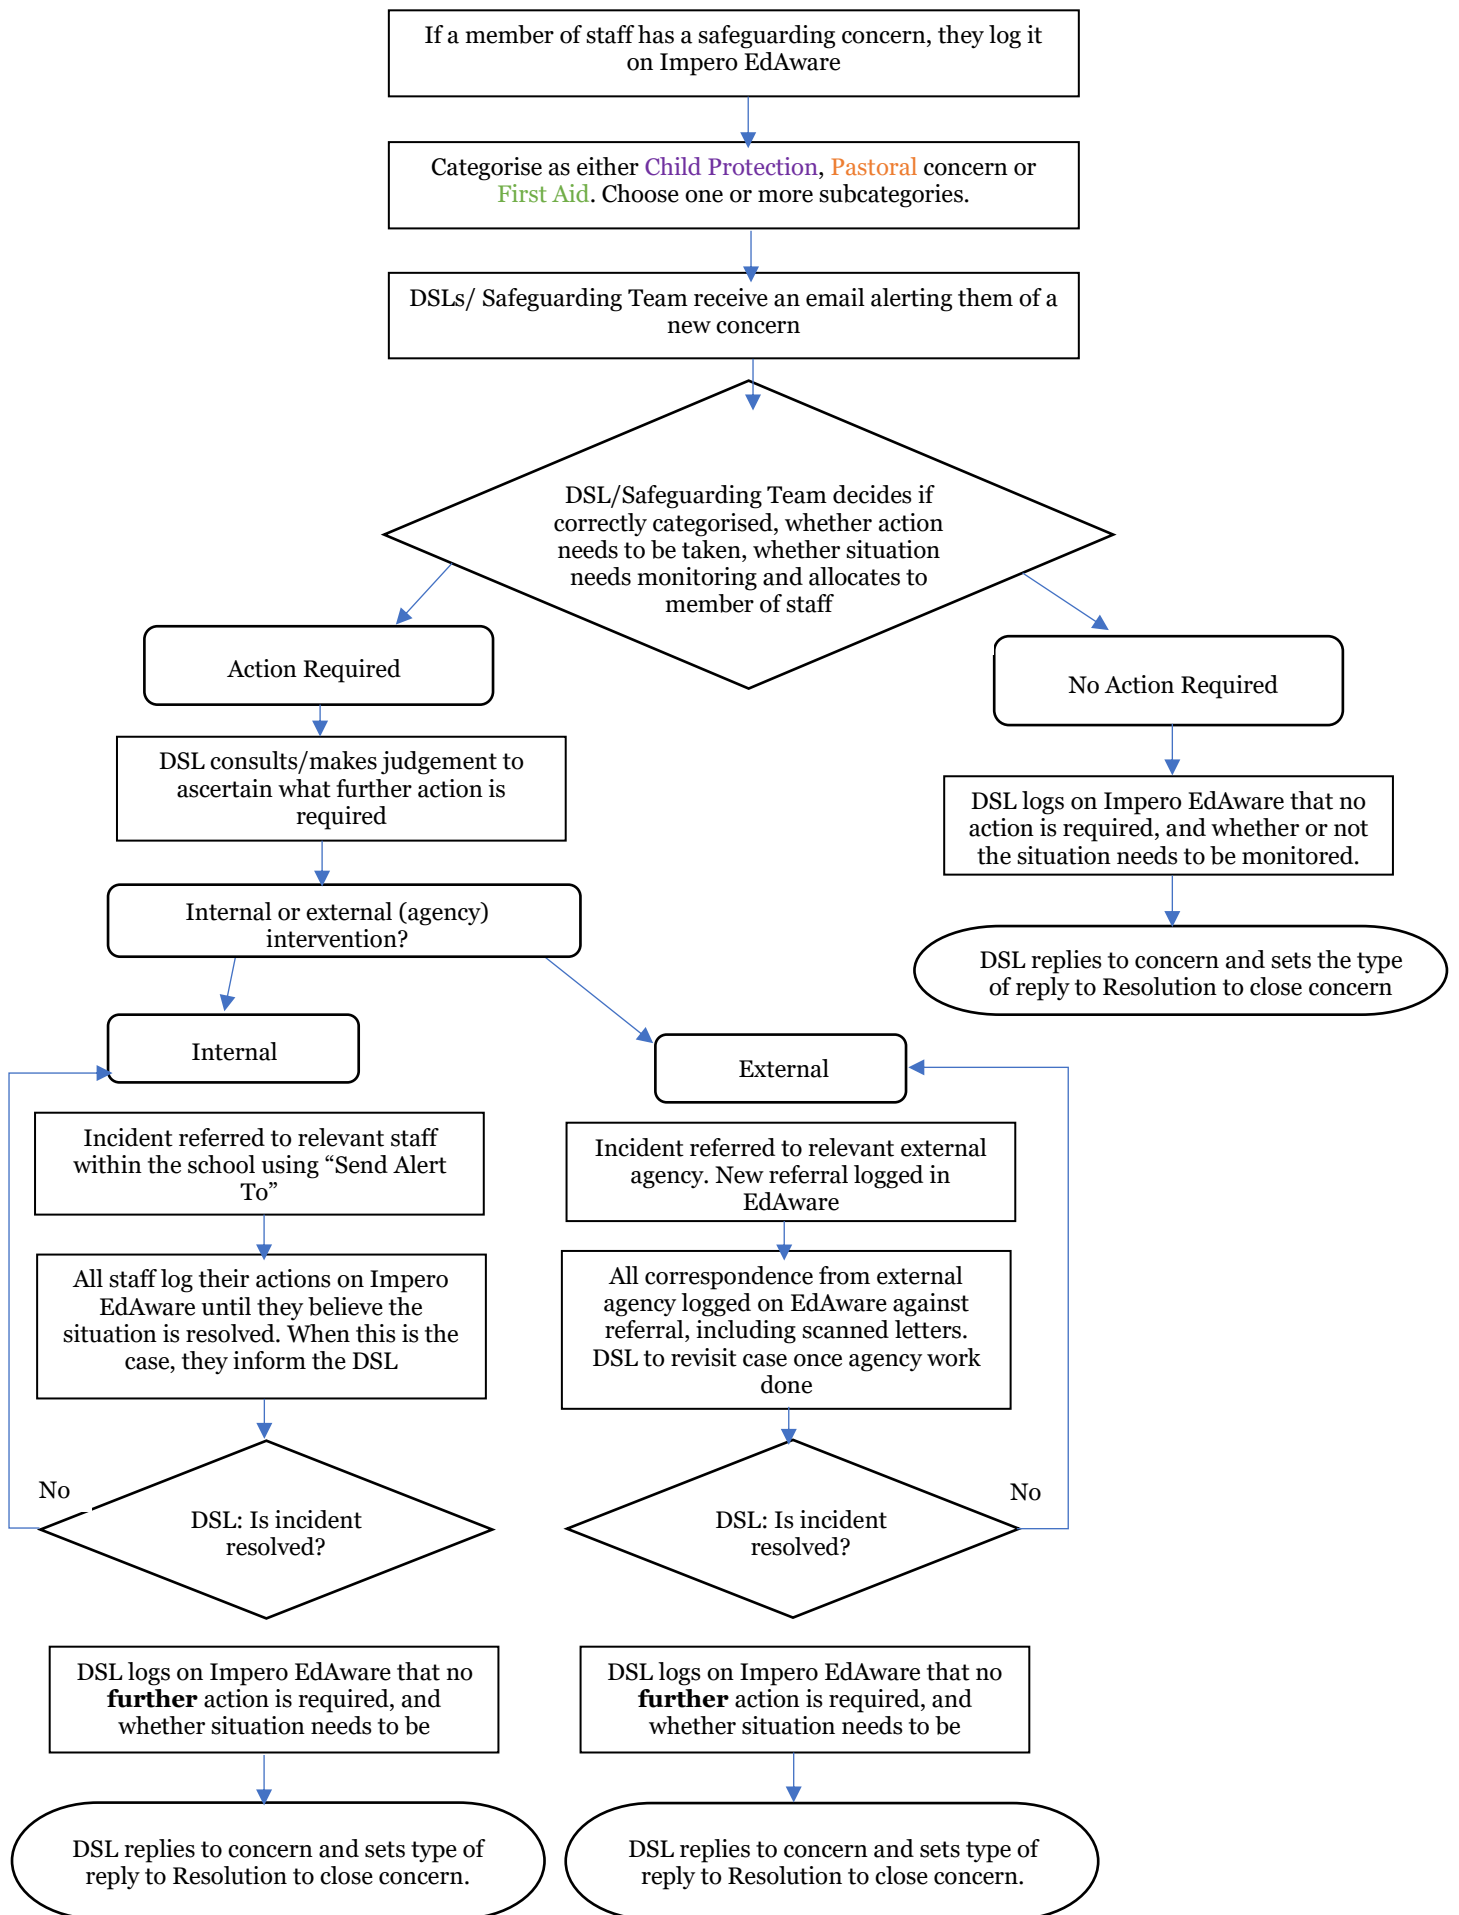 If a member of staff has a safeguarding concern, they log it
on Impero EdAware
Categorise as either Child Protection, Pastoral concern or
First Aid. Choose one or more subcategories.
DSLs/ Safeguarding Team receive an email alerting them of a
new concern
DSL/Safeguarding Team decides if
correctly categorised, whether action
needs to be taken, whether situation
needs monitoring and allocates to
member of staff
Action Required
No Action Required
DSL consults/makes judgement to
ascertain what further action is
required
DSL logs on Impero EdAware that no
action is required, and whether or not
the situation needs to be monitored.
Internal or external (agency)
intervention?
DSL replies to concern and sets the type
of reply to Resolution to close concern
Internal
External
Incident referred to relevant staff
within the school using “Send Alert
To”
Incident referred to relevant external
agency. New referral logged in
EdAware
All staff log their actions on Impero
EdAware until they believe the
situation is resolved. When this is the
case, they inform the DSL
All correspondence from external
agency logged on EdAware against
referral, including scanned letters.
DSL to revisit case once agency work
done
No
DSL: Is incident
resolved?
No
DSL: Is incident
resolved?
DSL logs on Impero EdAware that no
further action is required, and
whether situation needs to be
DSL logs on Impero EdAware that no
further action is required, and
whether situation needs to be
DSL replies to concern and sets type of
reply to Resolution to close concern.
DSL replies to concern and sets type of
reply to Resolution to close concern.